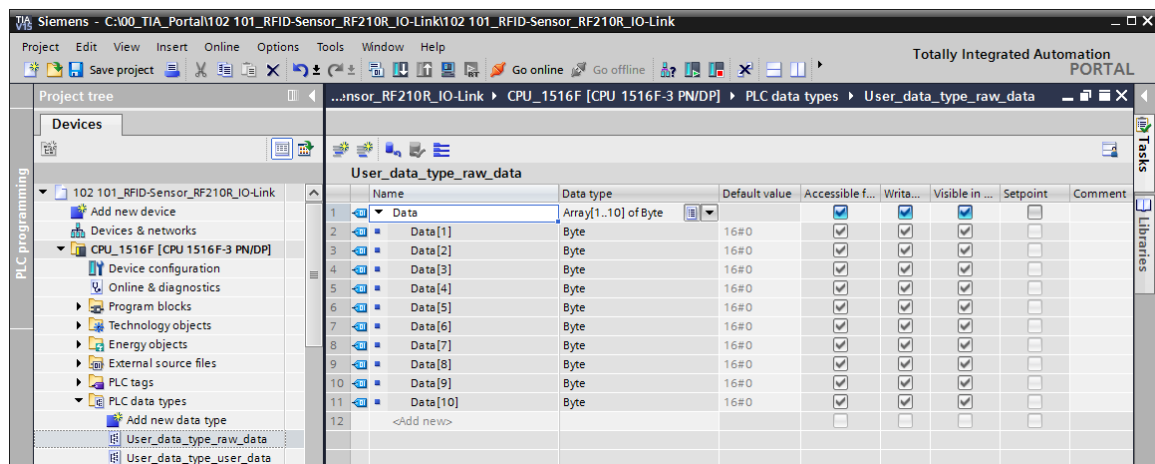 Siemens - C:\00_TIA_Portal\102 101_RFID-Sensor_RF210R_IO-Link\102 101_RFID-Sensor_RF210R_IO-Link
Project Edit View Insert Online Options Tools Window Help
Totally Integrated Automation
PORTAL
Save project Go online Go offline
Project tree
...nsor_RF210R_IO-Link CPU_1516F [CPU 1516F-3 PN/DP] PLC data types User_data_type_raw_data
Devices
User_data_type_raw_data
Name Data type Default value Accessible f... Writa... Visible in ... Setpoint Comment
1 Data Array[1..10] of Byte
2 Data[1] Byte 16#0
3 Data[2] Byte 16#0
4 Data[3] Byte 16#0
5 Data[4] Byte 16#0
6 Data[5] Byte 16#0
7 Data[6] Byte 16#0
8 Data[7] Byte 16#0
9 Data[8] Byte 16#0
10 Data[9] Byte 16#0
11 Data[10] Byte 16#0
12 <Add new>
102 101_RFID-Sensor_RF210R_IO-Link
Add new device
Devices & networks
CPU_1516F [CPU 1516F-3 PN/DP]
Device configuration
Online & diagnostics
Program blocks
Technology objects
Energy objects
External source files
PLC tags
PLC data types
Add new data type
User_data_type_raw_data
User_data_type_user_data
PLC programming
Tasks
Libraries